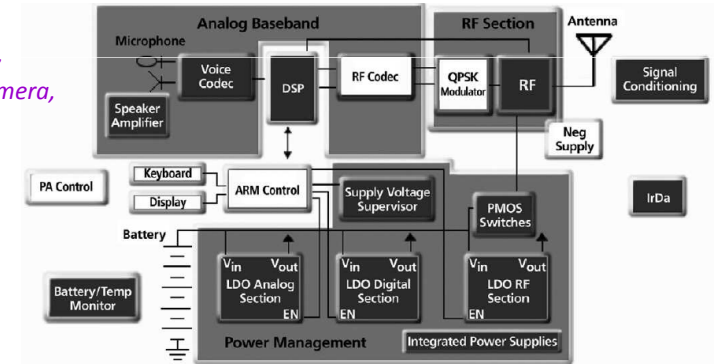 Analog Baseband
RF Section
Antenna
Microphone
mera,
Voice
Codec
DSP
RF Codec
QPSK
Modulator
RF
Signal
Conditioning
Speaker
Amplifier
Neg
Supply
PA Control
Keyboard
Display
ARM Control
Supply Voltage
Supervisor
PMOS
Switches
IrDa
Battery
Battery/Temp
Monitor
Vin
Vout
LDO Analog
Section
EN
Vin
Vout
LDO Digital
Section
EN
Vin
Vout
LDO RF
Section
EN
Power Management
Integrated Power Supplies